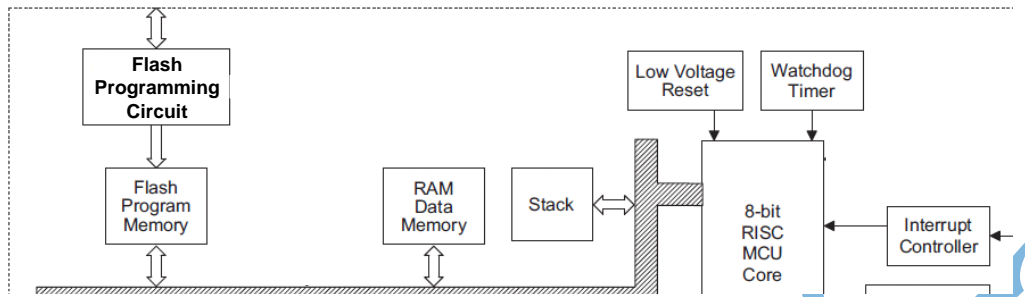 Flash
Programming
Circuit
Low Voltage
Reset
Watchdog
Timer
Flash
Program
Memory
RAM
Data
Memory
Stack
8-bit
RISC
MCU
Core
Interrupt
Controller